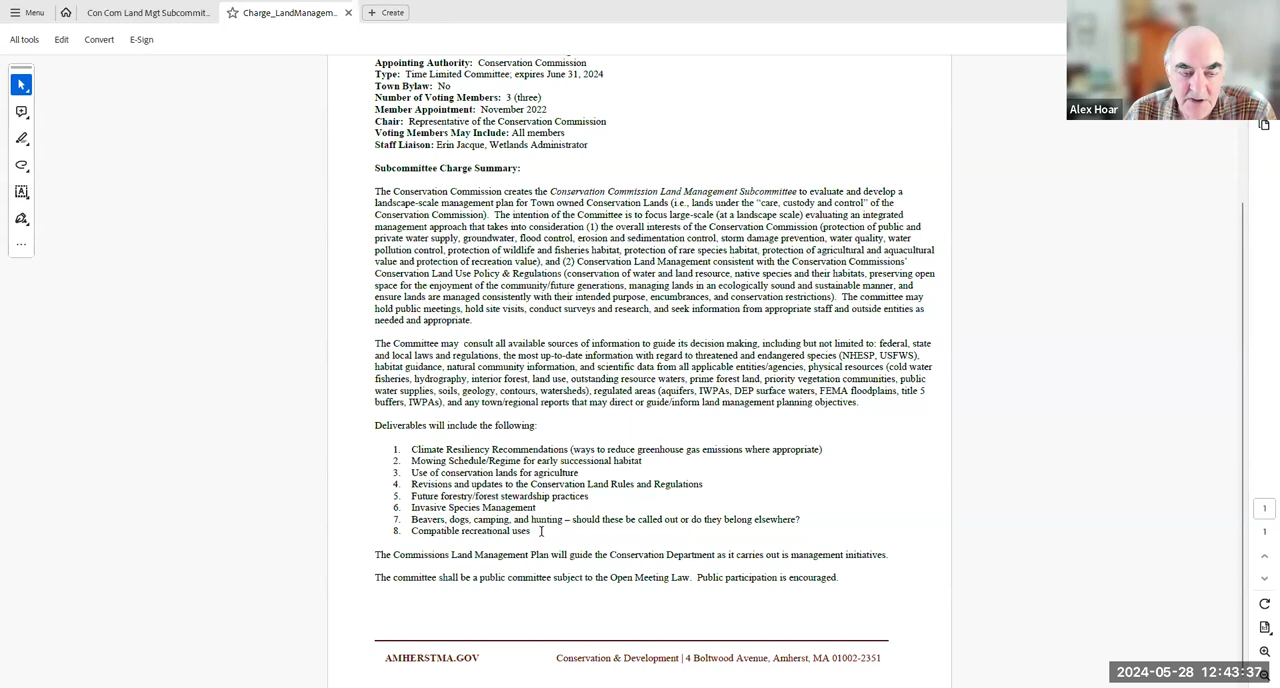 Menu
Con Com Land Mgt Subcommit...
Charge_LandManagem...
Create
All tools
Edit
Convert
E-Sign
Alex Hoar
Appointing Authority: Conservation Commission
Type: Time Limited Committee; expires June 31, 2024
Town Bylaw: No
Number of Voting Members: 3 (three)
Member Appointment: November 2022
Chair: Representative of the Conservation Commission
Voting Members May Include: All members
Staff Liaison: Erin Jacque, Wetlands Administrator
Subcommittee Charge Summary:
The Conservation Commission creates the Conservation Commission Land Management Subcommittee to evaluate and develop a
landscape-scale management plan for Town owned Conservation Lands (i.e., lands under the “care, custody and control” of the
Conservation Commission). The intention of the Committee is to focus large-scale (at a landscape scale) evaluating an integrated
management approach that takes into consideration (1) the overall interests of the Conservation Commission (protection of public and
private water supply, groundwater, flood control, erosion and sedimentation control, storm damage prevention, water quality, water
pollution control, protection of wildlife and fisheries habitat, protection of rare species habitat, protection of agricultural and aquacultural
value and protection of recreation value), and (2) Conservation Land Management consistent with the Conservation Commissions’
Conservation Land Use Policy & Regulations (conservation of water and land resource, native species and their habitats, preserving open
space for the enjoyment of the community/future generations, managing lands in an ecologically sound and sustainable manner, and
ensure lands are managed consistently with their intended purpose, encumbrances, and conservation restrictions). The committee may
hold public meetings, hold site visits, conduct surveys and research, and seek information from appropriate staff and outside entities as
needed and appropriate.
The Committee may consult all available sources of information to guide its decision making, including but not limited to: federal, state
and local laws and regulations, the most up-to-date information with regard to threatened and endangered species (NHESP, USFWS),
habitat guidance, natural community information, and scientific data from all applicable entities/agencies, physical resources (cold water
fisheries, hydrography, interior forest, land use, outstanding resource waters, prime forest land, priority vegetation communities, public
water supplies, soils, geology, contours, watersheds), regulated areas (aquifers, IWPAs, DEP surface waters, FEMA floodplains, title 5
buffers, IWPAs), and any town/regional reports that may direct or guide/inform land management planning objectives.
Deliverables will include the following:
1. Climate Resiliency Recommendations (ways to reduce greenhouse gas emissions where appropriate)
2. Mowing Schedule/Regime for early successional habitat
3. Use of conservation lands for agriculture
4. Revisions and updates to the Conservation Land Rules and Regulations
5. Future forestry/forest stewardship practices
6. Invasive Species Management
7. Beavers, dogs, camping, and hunting – should these be called out or do they belong elsewhere?
8. Compatible recreational uses
The Commissions Land Management Plan will guide the Conservation Department as it carries out is management initiatives.
The committee shall be a public committee subject to the Open Meeting Law. Public participation is encouraged.
AMHERSTMA.GOV
Conservation & Development | 4 Boltwood Avenue, Amherst, MA 01002-2351
1
1
2024-05-28 12:43:37